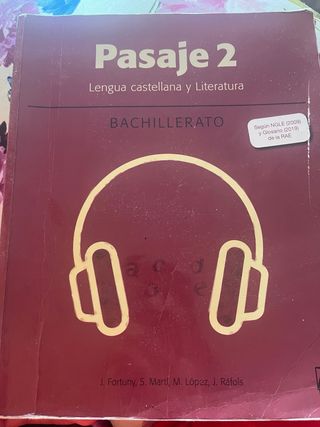 Pasaje 2
Lengua castellana y Literatura
BACHILLERATO
Según NGLE (2009)
y Glosario (2019)
de la RAE
J. Fortuny, S. Martí, M. López, J. Ràfols